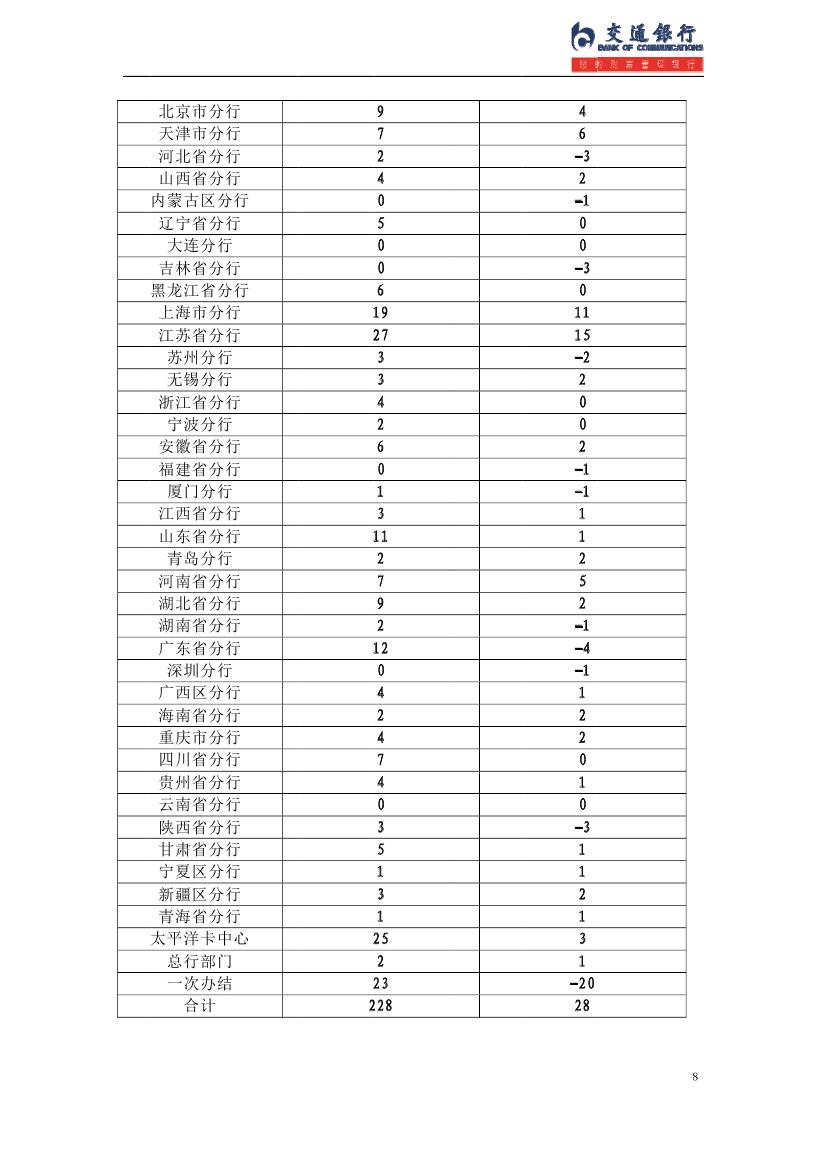 交通银行
BANK OF COMMUNICATIONS
北京市分行 9 4
天津市分行 7 6
河北省分行 2 -3
山西省分行 4 2
内蒙古区分行 0 -1
辽宁省分行 5 0
大连分行 0 0
吉林省分行 0 -3
黑龙江省分行 6 0
上海市分行 19 11
江苏省分行 27 15
苏州分行 3 -2
无锡分行 3 2
浙江省分行 4 0
宁波分行 2 0
安徽省分行 6 2
福建省分行 0 -1
厦门分行 1 -1
江西省分行 3 1
山东省分行 11 1
青岛分行 2 2
河南省分行 7 5
湖北省分行 9 2
湖南省分行 2 -1
广东省分行 12 -4
深圳分行 0 -1
广西区分行 4 1
海南省分行 2 2
重庆市分行 4 2
四川省分行 7 0
贵州省分行 4 1
云南省分行 0 0
陕西省分行 3 -3
甘肃省分行 5 1
宁夏区分行 1 1
新疆区分行 3 2
青海省分行 1 1
太平洋卡中心 25 3
总行部门 2 1
一次办结 23 -20
合计 228 28
8